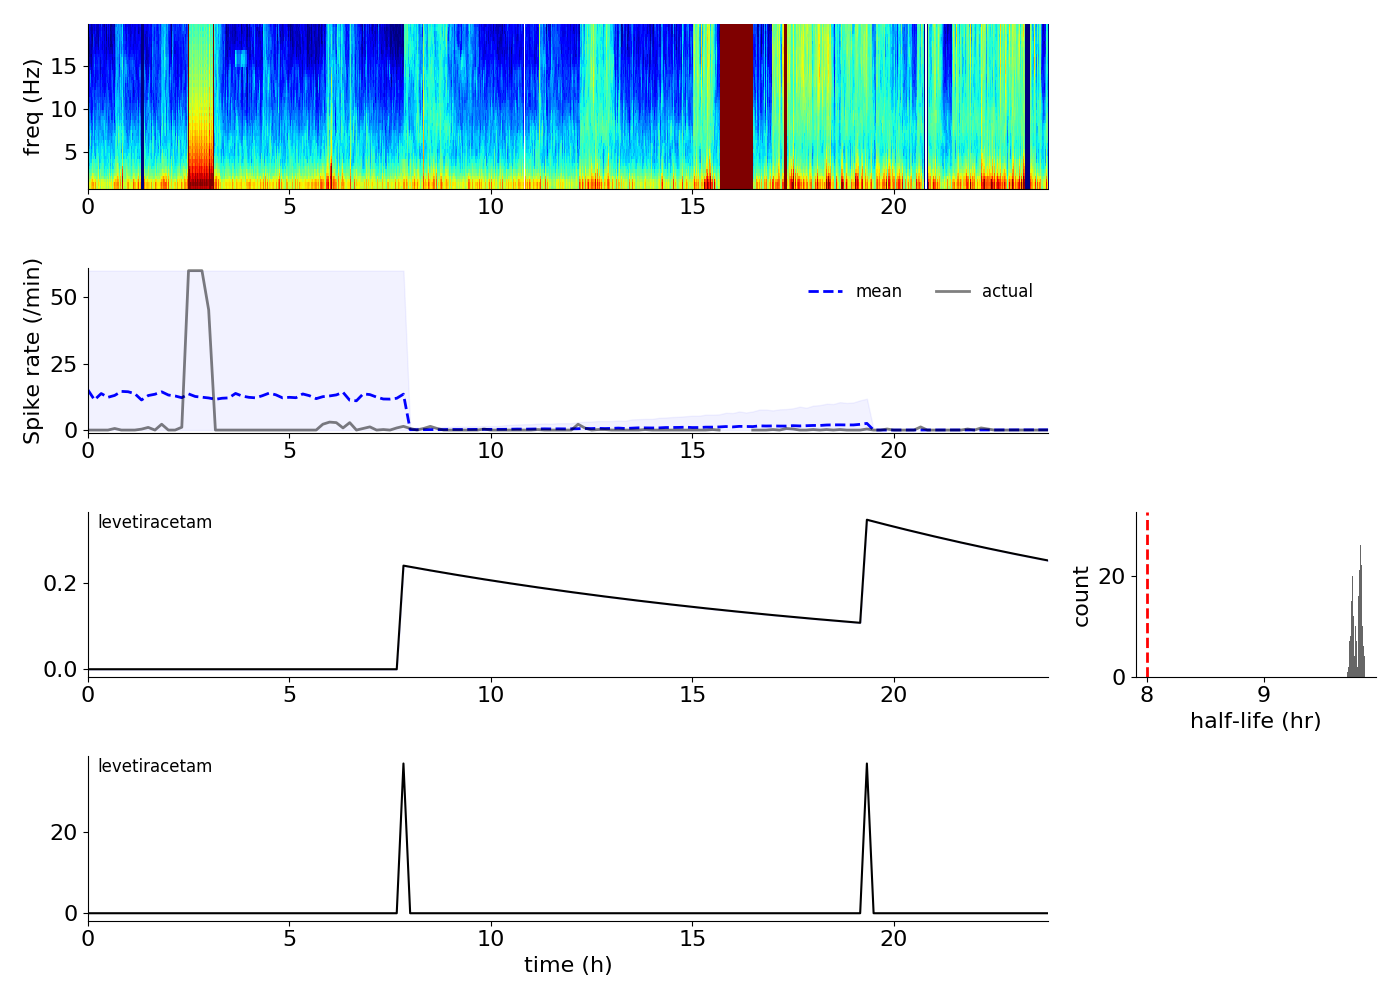 freq (Hz)
15
10
5
0 5 10 15 20
Spike rate (/min)
50
25
0
mean actual
0 5 10 15 20
levetiracetam
0.2
0.0
0 5 10 15 20
count
20
0
8 9
half-life (hr)
levetiracetam
20
0
0 5 10 15 20
time (h)